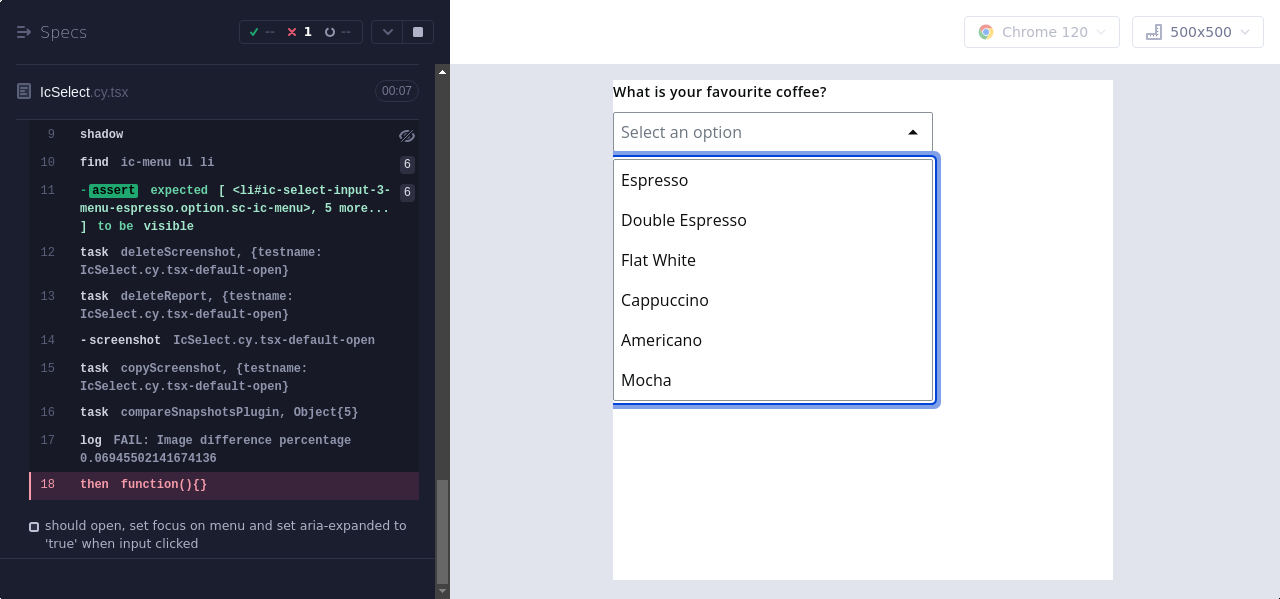 Specs
-- 1 --
Chrome 120
500x500
IcSelect.cy.tsx
00:07
9 shadow
10 find ic-menu ul li 6
11 -assert expected [ <li#ic-select-input-3- 6
menu-espresso.option.sc-ic-menu>, 5 more...
] to be visible
12 task deleteScreenshot, {testname:
IcSelect.cy.tsx-default-open}
13 task deleteReport, {testname:
IcSelect.cy.tsx-default-open}
14 -screenshot IcSelect.cy.tsx-default-open
15 task copyScreenshot, {testname:
IcSelect.cy.tsx-default-open}
16 task compareSnapshotsPlugin, Object{5}
17 log FAIL: Image difference percentage
0.06945502141674136
18 then function(){}
should open, set focus on menu and set aria-expanded to
'true' when input clicked
What is your favourite coffee?
Select an option
Espresso
Double Espresso
Flat White
Cappuccino
Americano
Mocha